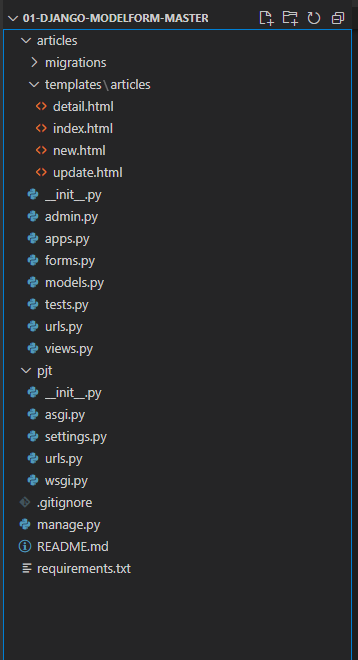 01-DJANGO-MODELFORM-MASTER
articles
migrations
templates\articles
detail.html
index.html
new.html
update.html
__init__.py
admin.py
apps.py
forms.py
models.py
tests.py
urls.py
views.py
pjt
__init__.py
asgi.py
settings.py
urls.py
wsgi.py
.gitignore
manage.py
README.md
requirements.txt